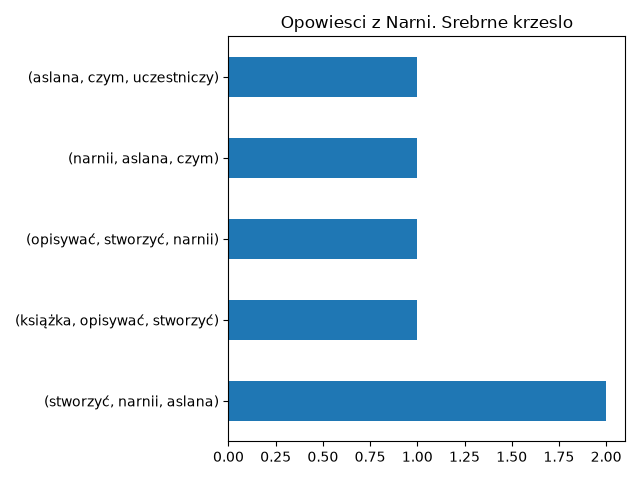 Opowiesci z Narni. Srebrne krzeslo
(aslana, czym, uczestniczy)
(narnii, aslana, czym)
(opisywać, stworzyć, narnii)
(książka, opisywać, stworzyć)
(stworzyć, narnii, aslana)
0.00 0.25 0.50 0.75 1.00 1.25 1.50 1.75 2.00